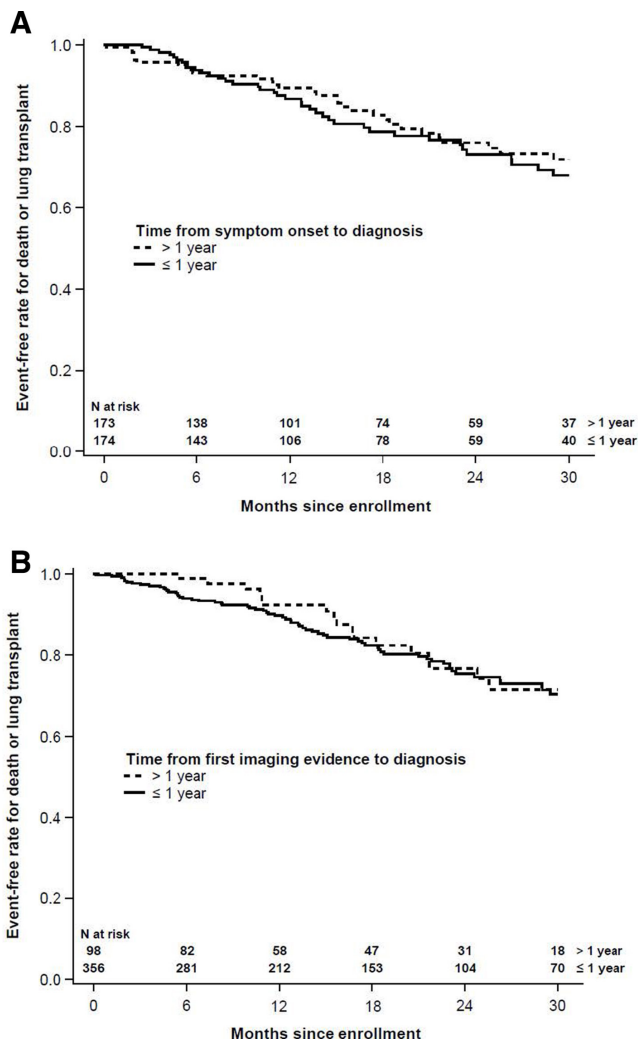 A
1.0
0.8
0.6
0.4
0.2
0.0
Event-free rate for death or lung transplant
Time from symptom onset to diagnosis
> 1 year
≤ 1 year
N at risk
173 138 101 74 59 37 > 1 year
174 143 106 78 59 40 ≤ 1 year
0 6 12 18 24 30
Months since enrollment
B
1.0
0.8
0.6
0.4
0.2
0.0
Event-free rate for death or lung transplant
Time from first imaging evidence to diagnosis
> 1 year
≤ 1 year
N at risk
98 82 58 47 31 18 > 1 year
356 281 212 153 104 70 ≤ 1 year
0 6 12 18 24 30
Months since enrollment